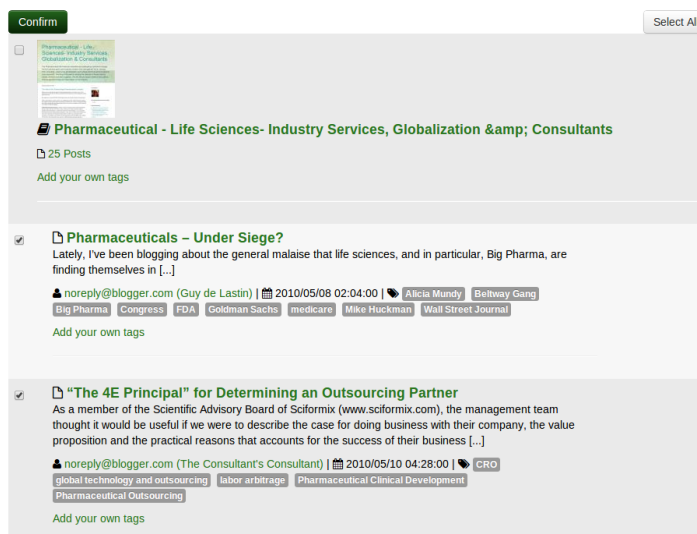 Confirm
Select Al
Pharmaceutical - Life
Sciences- Industry Services,
Globalization & Consultants
Pharmaceutical - Life Sciences- Industry Services, Globalization &amp; Consultants
25 Posts
Add your own tags
Pharmaceuticals – Under Siege?
Lately, I've been blogging about the general malaise that life sciences, and in particular, Big Pharma, are
finding themselves in [...]
noreply@blogger.com (Guy de Lastin) | 2010/05/08 02:04:00 | Alicia Mundy Beltway Gang
Big Pharma Congress FDA Goldman Sachs medicare Mike Huckman Wall Street Journal
Add your own tags
“The 4E Principal” for Determining an Outsourcing Partner
As a member of the Scientific Advisory Board of Sciformix (www.sciformix.com), the management team
thought it would be useful if we were to describe the case for doing business with their company, the value
proposition and the practical reasons that accounts for the success of their business [...]
noreply@blogger.com (The Consultant's Consultant) | 2010/05/10 04:28:00 | CRO
global technology and outsourcing labor arbitrage Pharmaceutical Clinical Development
Pharmaceutical Outsourcing
Add your own tags